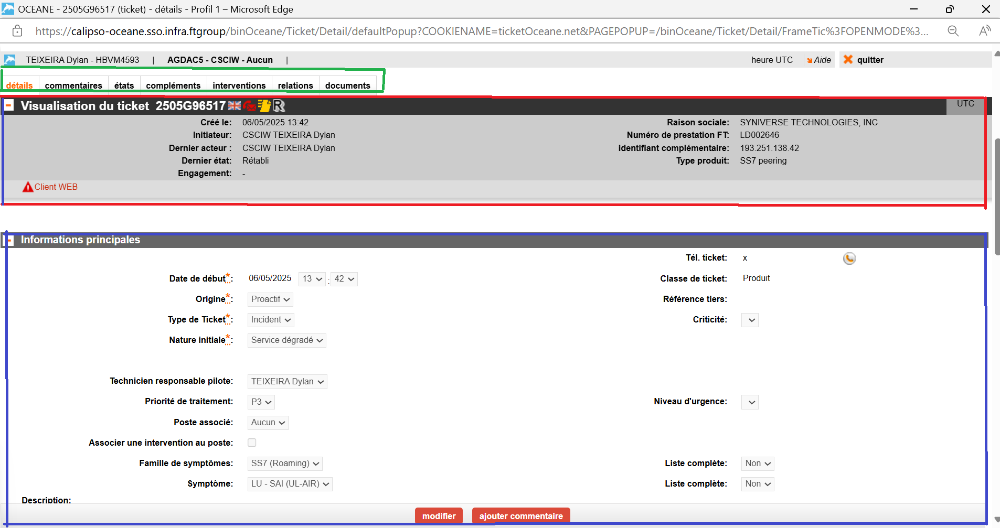 OCEANE - 2505G96517 (ticket) - détails - Profil 1 – Microsoft Edge
https://calipso-oceane.sso.infra.ftgroup/binOceane/Ticket/Detail/defaultPopup?COOKIENAME=ticketOceane.net&PAGEPOPUP=/binOceane/Ticket/Detail/FrameTic%3FOPENMODE%3...
TEIXEIRA Dylan - HBVM4593 | AGDAC5 - CSCIW - Aucun | heure UTC Aide quitter
détails commentaires états compléments interventions relations documents
Visualisation du ticket 2505G96517 UTC
Créé le: 06/05/2025 13:42 Raison sociale: SYNIVERSE TECHNOLOGIES, INC
Initiateur: CSCIW TEIXEIRA Dylan Numéro de prestation FT: LD002646
Dernier acteur : CSCIW TEIXEIRA Dylan identifiant complémentaire: 193.251.138.42
Dernier état: Rétabli Type produit: SS7 peering
Engagement: -
Client WEB
Informations principales
Tél. ticket: x
Date de début*: 06/05/2025 13 : 42 Classe de ticket: Produit
Origine*: Proactif Référence tiers:
Type de Ticket*: Incident Criticité:
Nature initiale*: Service dégradé
Technicien responsable pilote: TEIXEIRA Dylan
Priorité de traitement: P3 Niveau d'urgence:
Poste associé: Aucun
Associer une intervention au poste:
Famille de symptômes: SS7 (Roaming) Liste complète: Non
Symptôme: LU - SAI (UL-AIR) Liste complète: Non
Description:
modifier ajouter commentaire